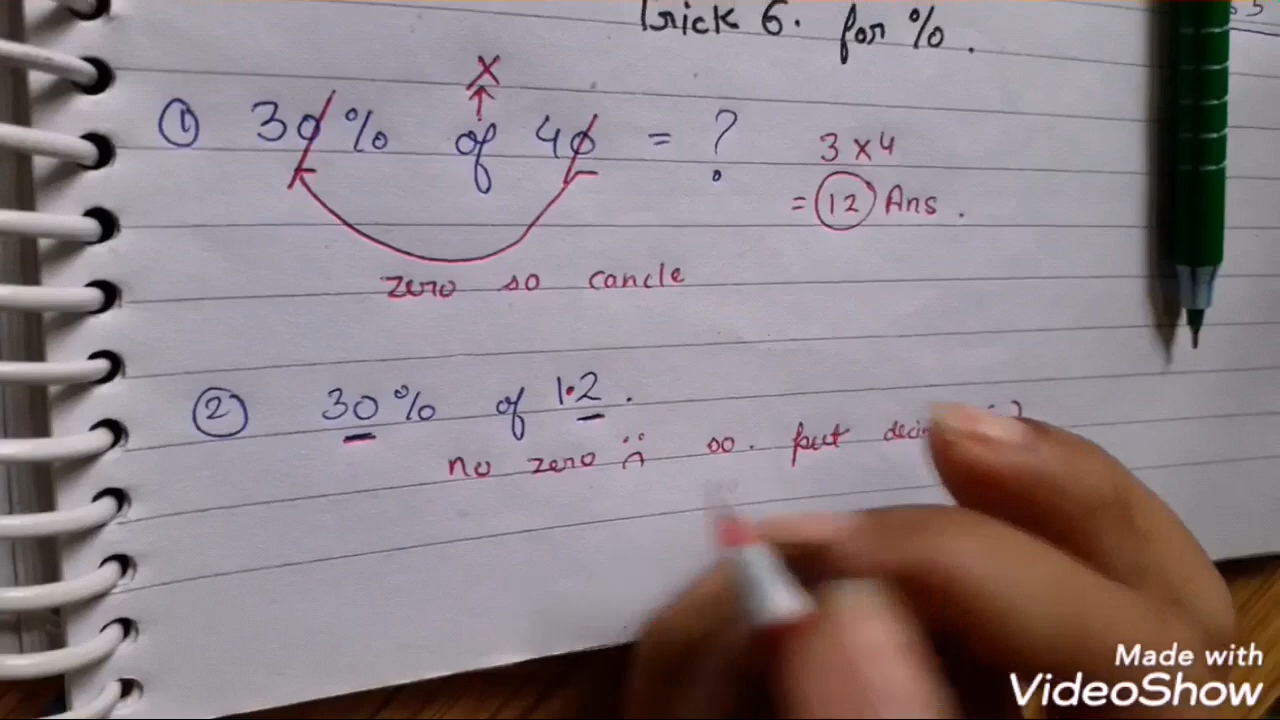 Trick 6. for %.
① 30% of 40 = ? 3 x 4
x
= 12 Ans.
zero so cancle
② 30% of 1.2.
no zero so. put
Made with
VideoShow